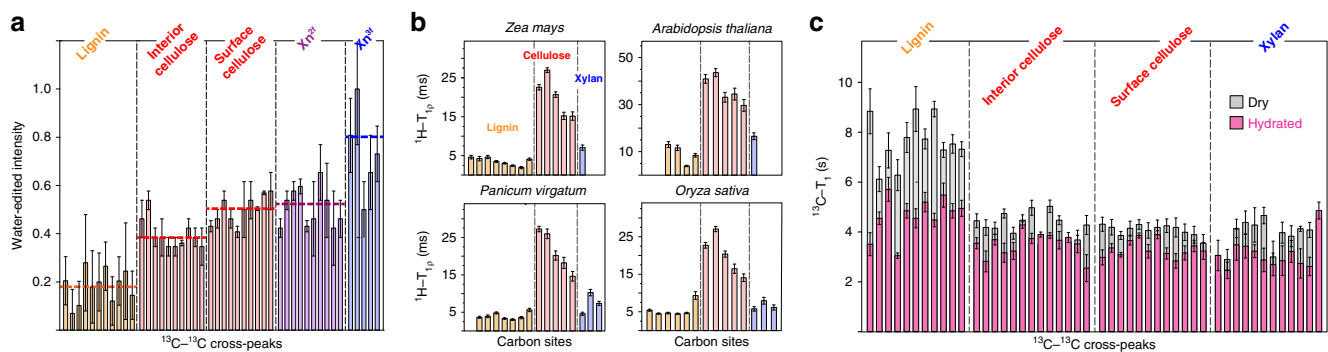 a
Lignin
Interior
cellulose
Surface
cellulose
Xn²ᶠ
Xn³ᶠ
Water-edited intensity
1.0
0.8
0.6
0.4
0.2
¹³C–¹³C cross-peaks
b
Zea mays
Arabidopsis thaliana
Cellulose
Xylan
Lignin
¹H–T₁ρ (ms)
25
15
5
50
30
10
Panicum virgatum
Oryza sativa
¹H–T₁ρ (ms)
25
15
5
25
15
5
Carbon sites
Carbon sites
c
Lignin
Interior cellulose
Surface cellulose
Xylan
Dry
Hydrated
¹³C–T₁ (s)
10
8
6
4
2
¹³C–¹³C cross-peaks